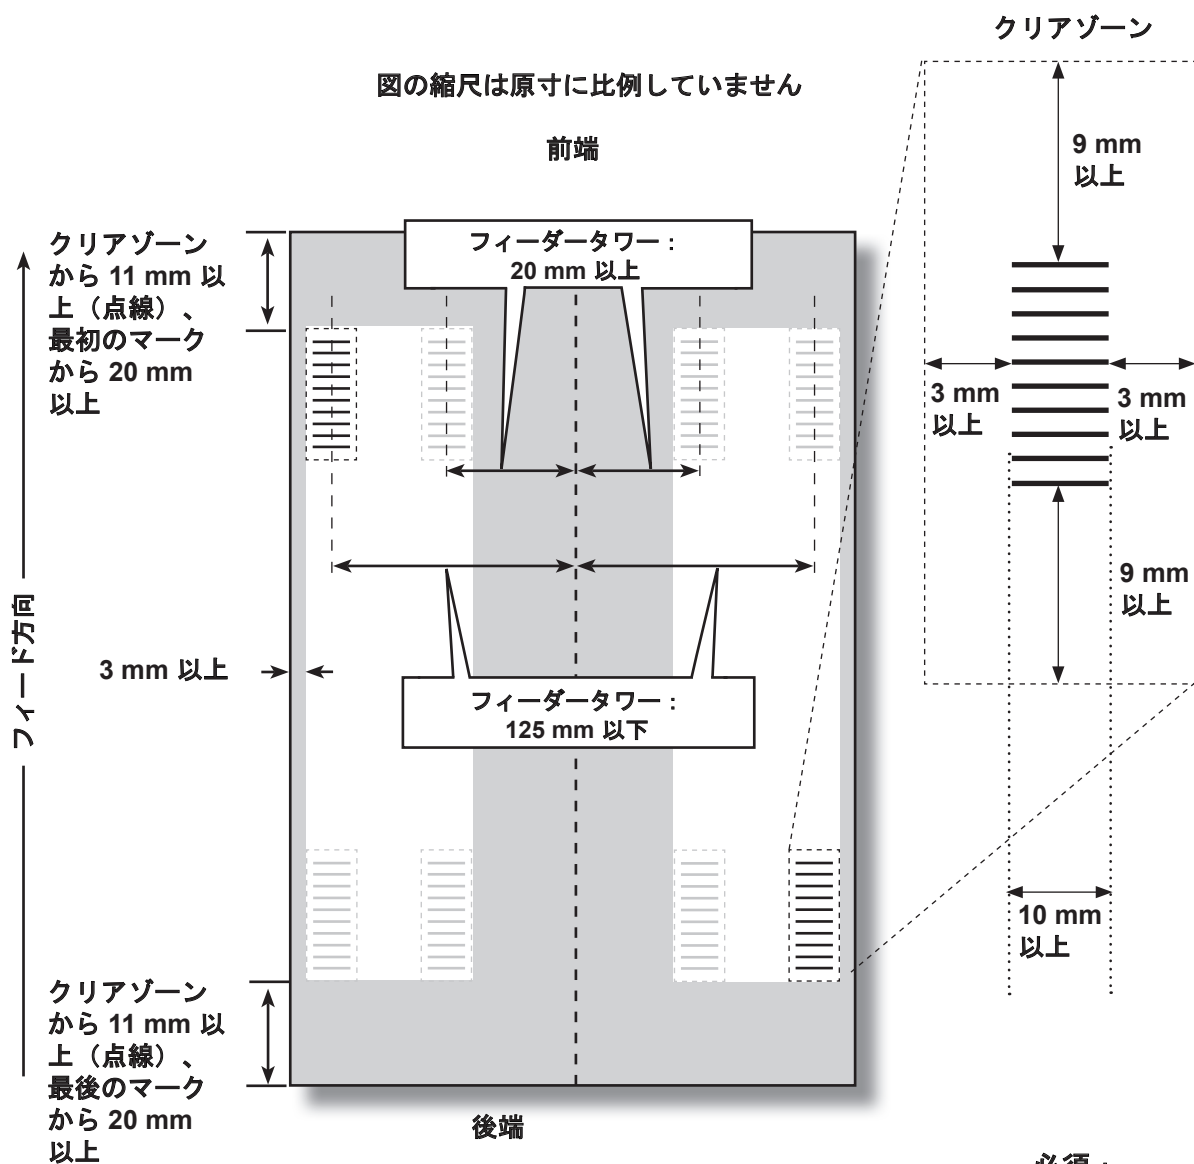 クリアゾーン
図の縮尺は原寸に比例していません
前端
9 mm
以上
フィーダータワー：
20 mm 以上
クリアゾーン
から 11 mm 以
上（点線）、
最初のマーク
から 20 mm
以上
3 mm
以上
3 mm
以上
9 mm
以上
フィード方向
3 mm 以上
フィーダータワー：
125 mm 以下
10 mm
以上
クリアゾーン
から 11 mm 以
上（点線）、
最後のマーク
から 20 mm
以上
後端
必須：